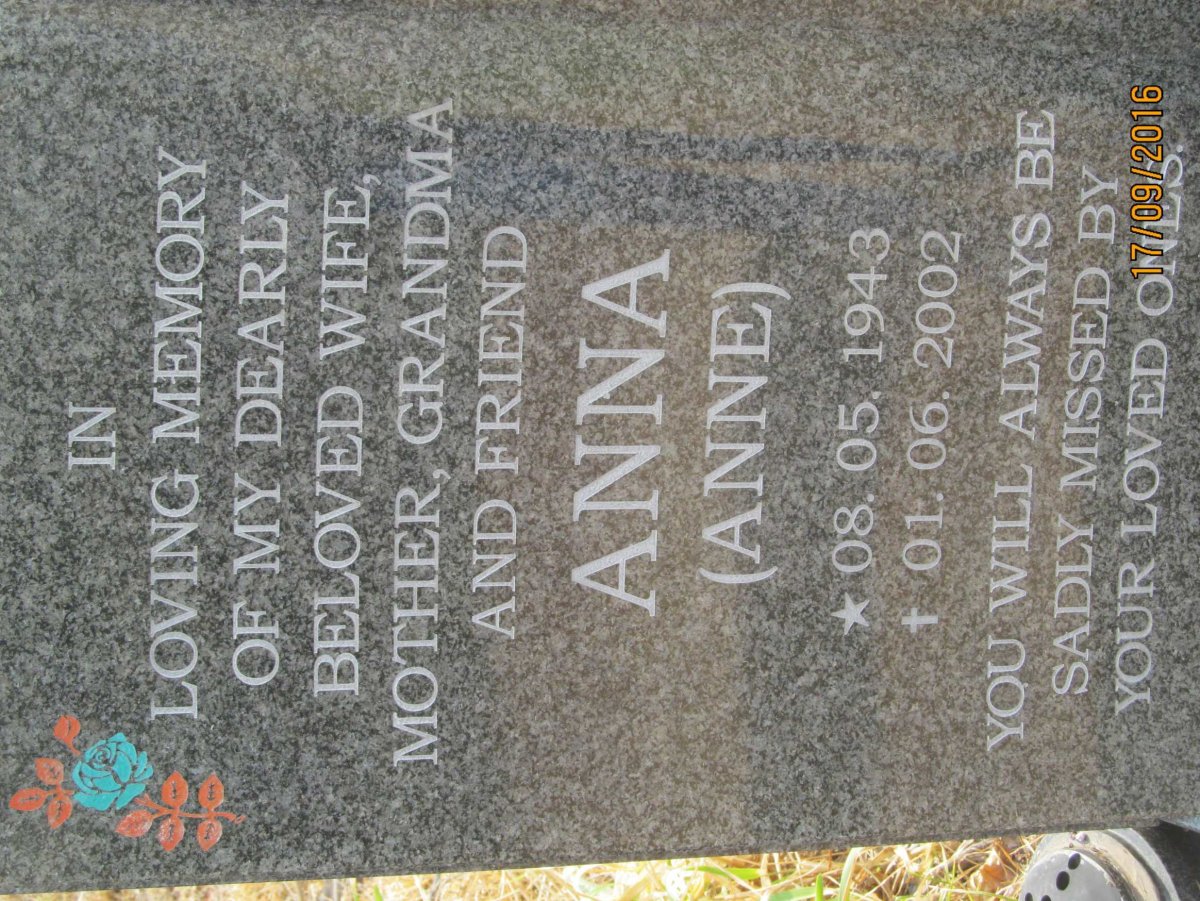 IN
LOVING MEMORY
OF MY DEARLY
BELOVED WIFE,
MOTHER, GRANDMA
AND FRIEND
ANNA
(ANNE)
★ 08. 05. 1943
✝ 01. 06. 2002
YOU WILL ALWAYS BE
SADLY MISSED BY
YOUR LOVED ONES.
17/09/2016